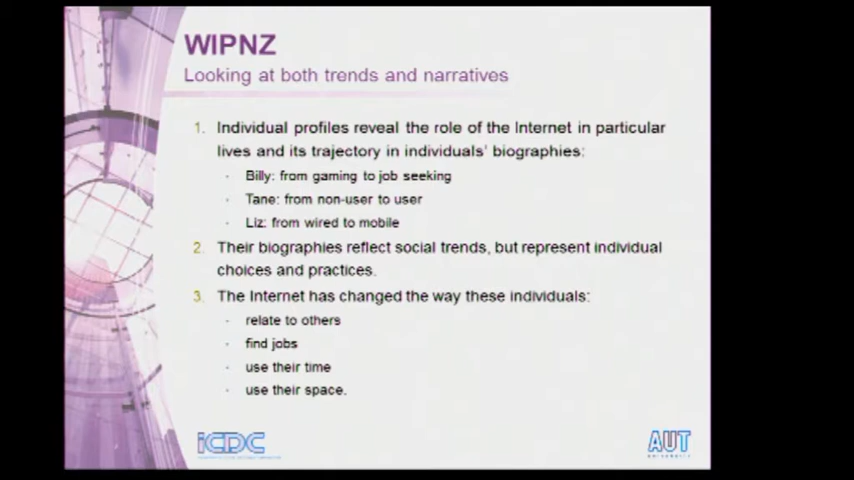 WIPNZ
Looking at both trends and narratives
1. Individual profiles reveal the role of the Internet in particular
lives and its trajectory in individuals' biographies:
· Billy: from gaming to job seeking
· Tane: from non-user to user
· Liz: from wired to mobile
2. Their biographies reflect social trends, but represent individual
choices and practices.
3. The Internet has changed the way these individuals:
· relate to others
· find jobs
· use their time
· use their space.
iCDC
AUT
UNIVERSITY